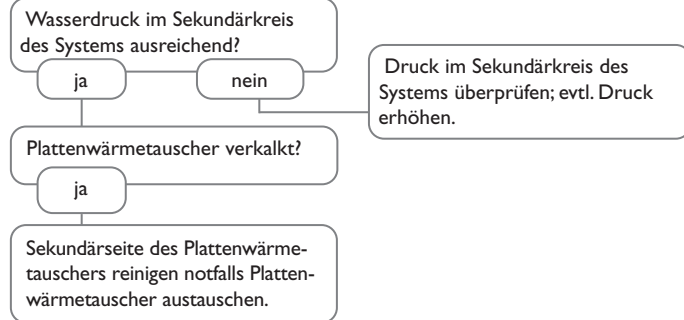 Wasserdruck im Sekundärkreis
des Systems ausreichend?
ja
nein
Druck im Sekundärkreis des
Systems überprüfen; evtl. Druck
erhöhen.
Plattenwärmetauscher verkalkt?
ja
Sekundärseite des Plattenwärme-
tauschers reinigen notfalls Platten-
wärmetauscher austauschen.